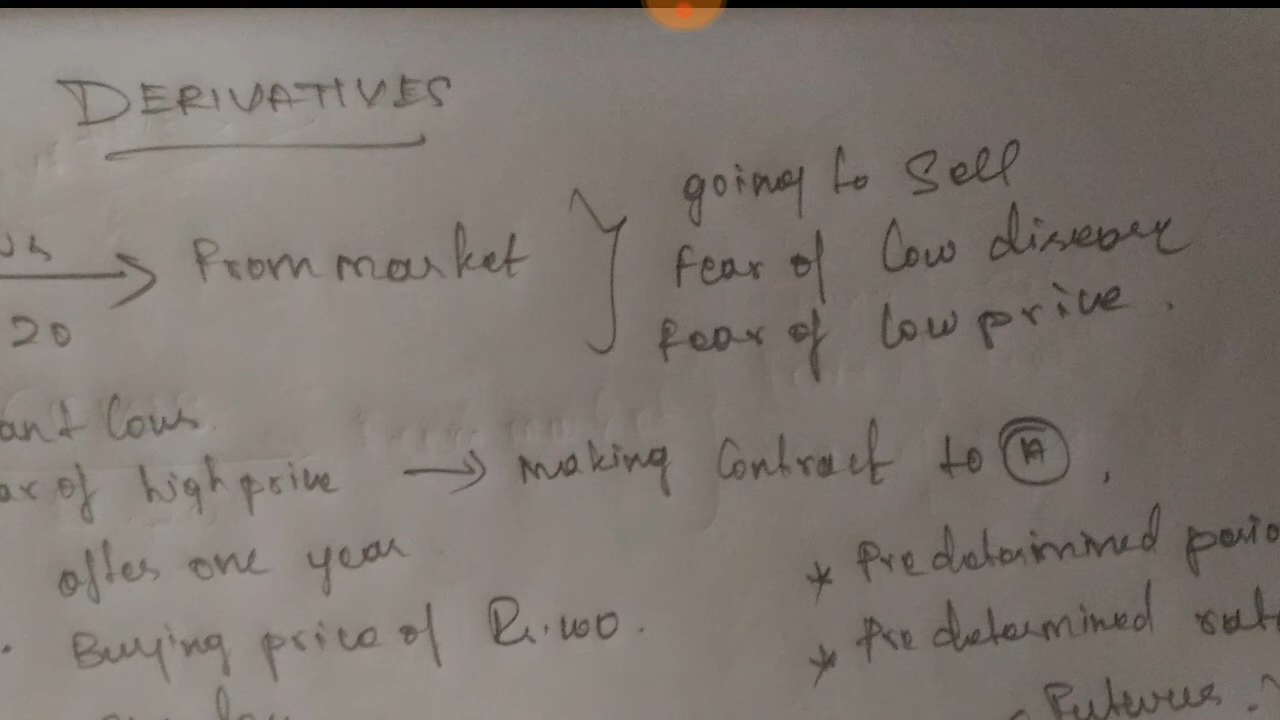 DERIVATIVES
going to Sell
From market
fear of Low disease
20
fear of low price.
Cows.
of high price → making Contract to A,
after one year
* Predetermined
Buying price of Rs.100.
* Predetermined
Futures.